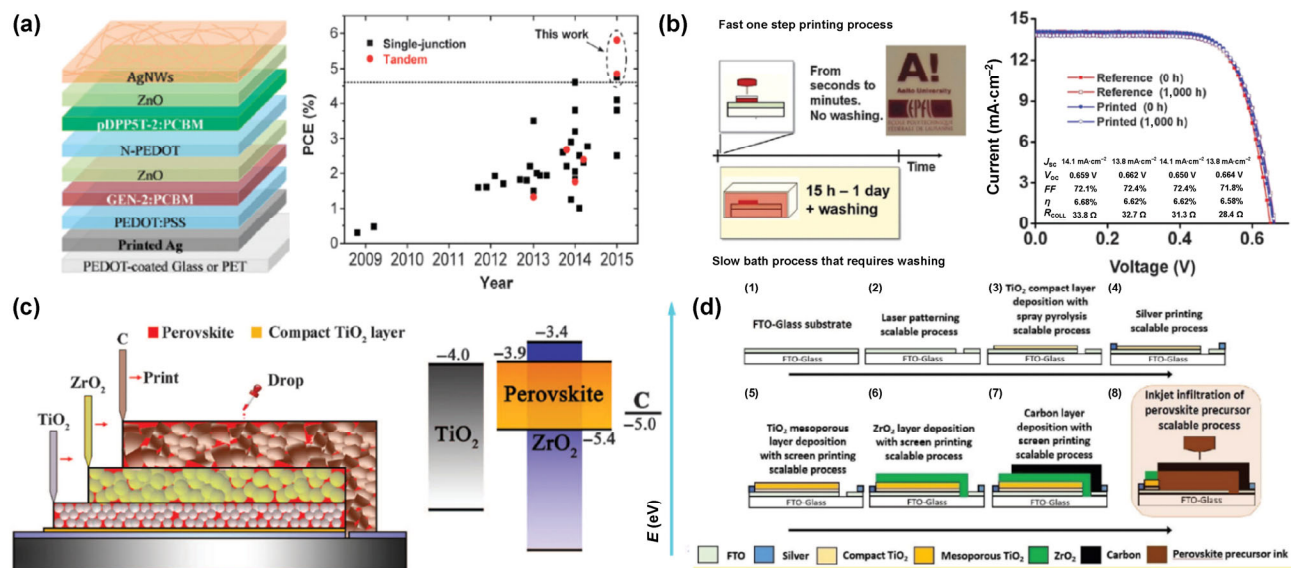 (a)
AgNWs
ZnO
pDPP5T-2:PCBM
N-PEDOT
ZnO
GEN-2:PCBM
PEDOT:PSS
Printed Ag
PEDOT-coated Glass or PET
PCE (%)
6
5
4
3
2
1
0
Single-junction
Tandem
This work
2009 2010 2011 2012 2013 2014 2015
Year
(b)
Fast one step printing process
From
seconds to
minutes.
No washing.
A!
Aalto University
Time
15 h – 1 day
+ washing
Slow bath process that requires washing
Current (mA·cm⁻²)
15
12
9
6
3
0
Reference (0 h)
Reference (1,000 h)
Printed (0 h)
Printed (1,000 h)
J_SC 14.1 mA·cm⁻² 13.8 mA·cm⁻² 14.1 mA·cm⁻² 13.8 mA·cm⁻²
V_OC 0.659 V 0.662 V 0.650 V 0.664 V
FF 72.1% 72.4% 72.4% 71.8%
η 6.68% 6.62% 6.62% 6.58%
R_COLL 33.8 Ω 32.7 Ω 31.3 Ω 28.4 Ω
0.0 0.2 0.4 0.6
Voltage (V)
(c)
Perovskite
Compact TiO₂ layer
C
Print
ZrO₂
Drop
TiO₂
−4.0
TiO₂
−3.4
−3.9
Perovskite
ZrO₂
−5.4
C
−5.0
E (eV)
(d)
(1)
FTO-Glass substrate
FTO-Glass
(2)
Laser patterning
scalable process
FTO-Glass
(3)
TiO₂ compact layer
deposition with
spray pyrolysis
scalable process
FTO-Glass
(4)
Silver printing
scalable process
FTO-Glass
(5)
TiO₂ mesoporous
layer deposition with
screen printing
scalable process
FTO-Glass
(6)
ZrO₂ layer deposition
with screen printing
scalable process
FTO-Glass
(7)
Carbon layer
deposition with
screen printing
scalable process
FTO-Glass
(8)
Inkjet infiltration of
perovskite precursor
scalable process
FTO-Glass
FTO
Silver
Compact TiO₂
Mesoporous TiO₂
ZrO₂
Carbon
Perovskite precursor ink